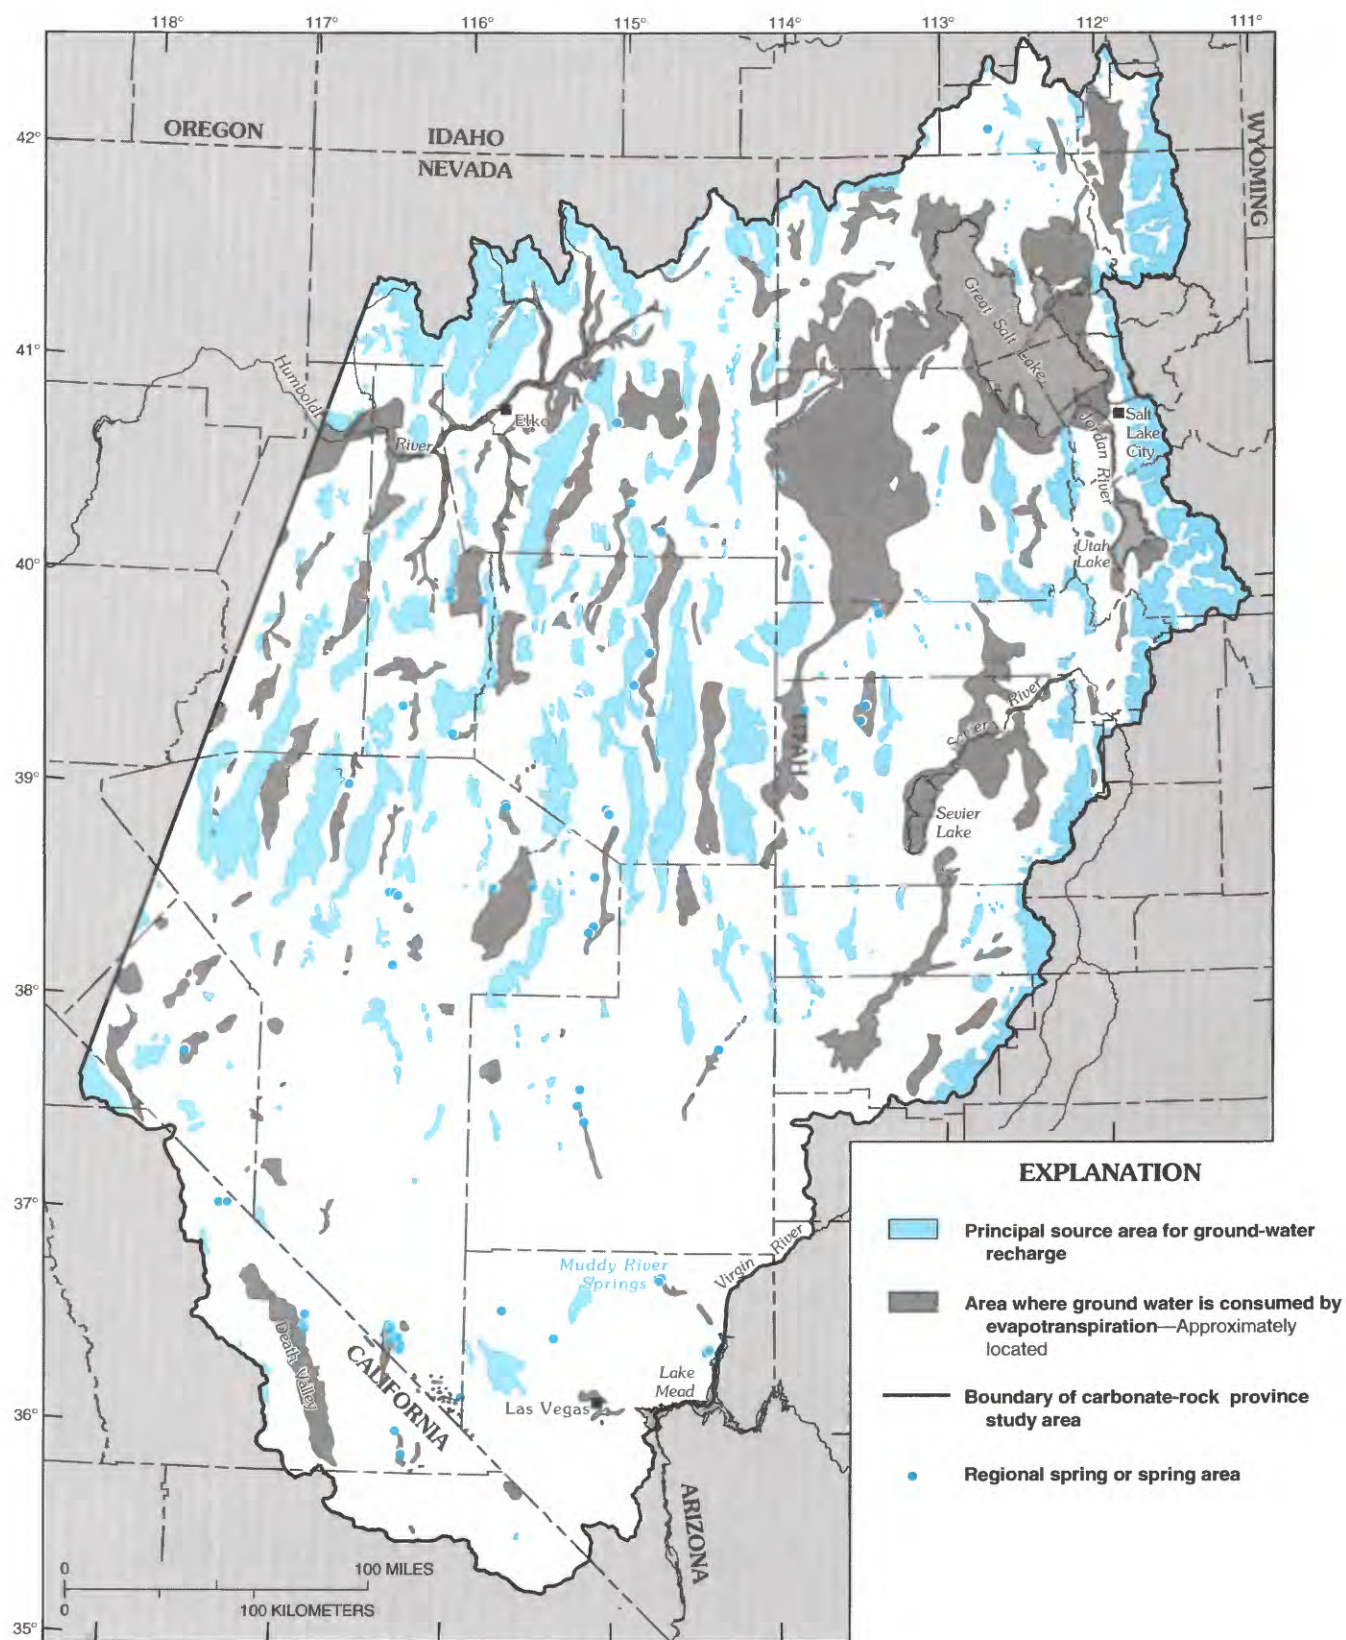 118°
117°
116°
115°
114°
113°
112°
111°
OREGON
IDAHO
NEVADA
WYOMING
42°
41°
40°
39°
38°
37°
36°
35°
Great Salt Lake
Humboldt
River
Elko
Salt
Lake
City
Jordan River
Utah
Lake
UTAH
Sevier
River
Sevier
Lake
Muddy River
Springs
Virgin
River
Death Valley
CALIFORNIA
Lake
Mead
Las Vegas
ARIZONA
EXPLANATION
Principal source area for ground-water
recharge
Area where ground water is consumed by
evapotranspiration—Approximately
located
Boundary of carbonate-rock province
study area
Regional spring or spring area
0
100 MILES
0
100 KILOMETERS